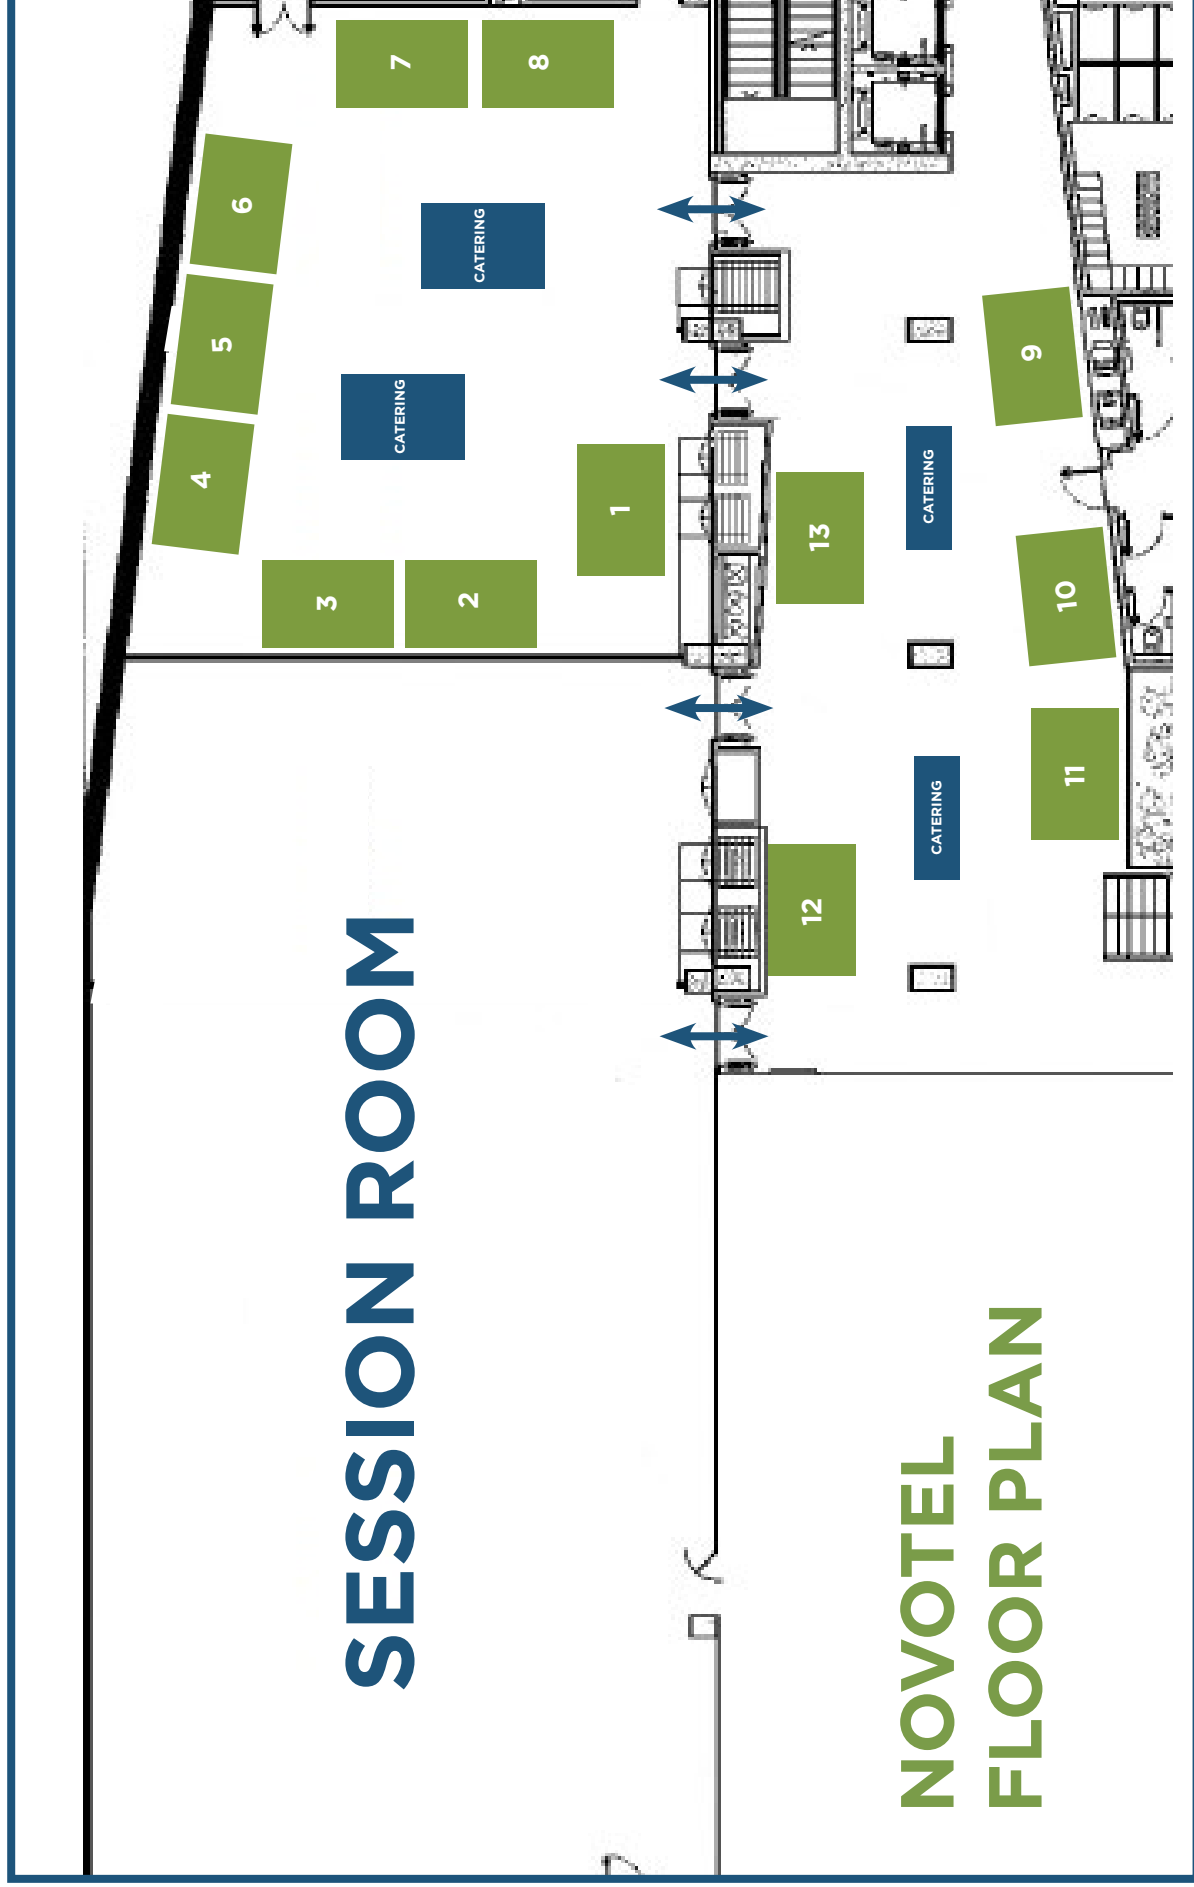 SESSION ROOM
NOVOTEL
FLOOR PLAN
1
2
3
4
5
6
7
8
9
10
11
12
13
CATERING
CATERING
CATERING
CATERING